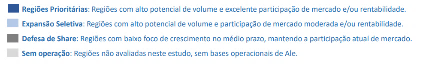 Regiões Prioritárias: Regiões com alto potencial de volume e excelente participação de mercado e/ou rentabilidade.
Expansão Seletiva: Regiões com alto potencial de volume e participação de mercado moderada e/ou rentabilidade.
Defesa de Share: Regiões com baixo foco de crescimento no médio prazo, mantendo a participação atual de mercado.
Sem operação: Regiões não avaliadas neste estudo, sem bases operacionais de Ale.